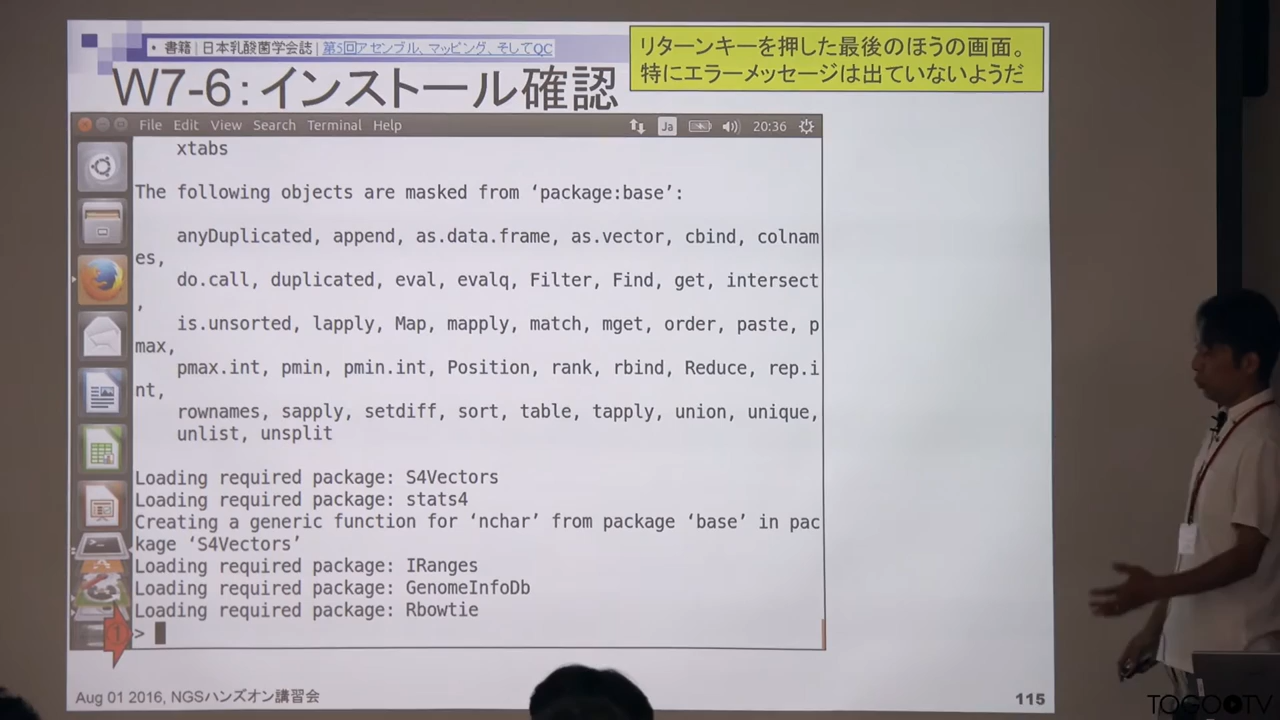 • 書籍 | 日本乳酸菌学会誌 | 第5回アセンブル、マッピング、そしてQC
リターンキーを押した最後のほうの画面。
特にエラーメッセージは出ていないようだ
W7-6：インストール確認
File Edit View Search Terminal Help
Ja 20:36
xtabs
The following objects are masked from ‘package:base’:
anyDuplicated, append, as.data.frame, as.vector, cbind, colnam
es,
do.call, duplicated, eval, evalq, Filter, Find, get, intersect
,
is.unsorted, lapply, Map, mapply, match, mget, order, paste, p
max,
pmax.int, pmin, pmin.int, Position, rank, rbind, Reduce, rep.i
nt,
rownames, sapply, setdiff, sort, table, tapply, union, unique,
unlist, unsplit
Loading required package: S4Vectors
Loading required package: stats4
Creating a generic function for ‘nchar’ from package ‘base’ in pac
kage ‘S4Vectors’
Loading required package: IRanges
Loading required package: GenomeInfoDb
Loading required package: Rbowtie
① >
Aug 01 2016, NGSハンズオン講習会
115
TOGOTV